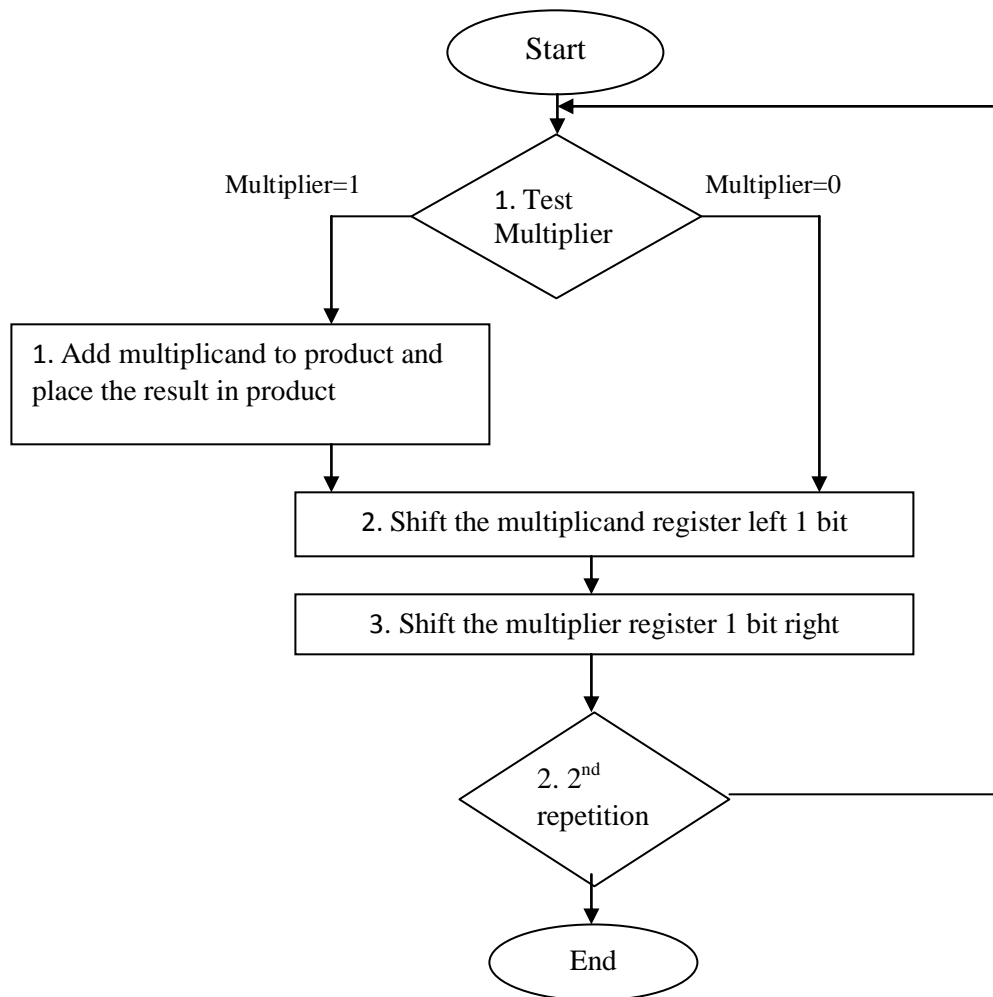 Start
Multiplier=1
Multiplier=0
1. Test
Multiplier
1. Add multiplicand to product and
place the result in product
2. Shift the multiplicand register left 1 bit
3. Shift the multiplier register 1 bit right
2. 2nd
repetition
End